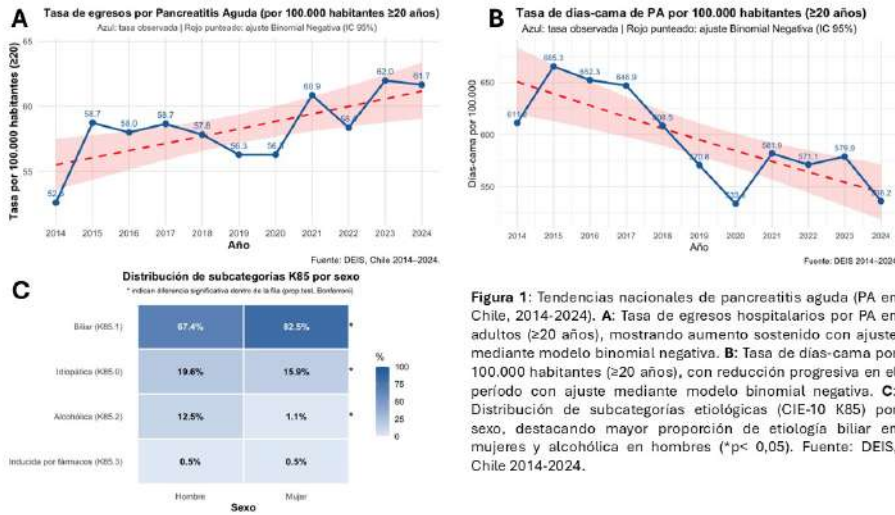 A
Tasa de egresos por Pancreatitis Aguda (por 100.000 habitantes ≥20 años)
Azul: tasa observada | Rojo punteado: ajuste Binomial Negativa (IC 95%)
Tasa por 100.000 habitantes (≥20)
65
60
55
58.7
58.0
58.7
57.8
56.3
60.9
62.0
61.7
2014 2015 2016 2017 2018 2019 2020 2021 2022 2023 2024
Año
Fuente: DEIS, Chile 2014–2024.
B
Tasa de días-cama de PA por 100.000 habitantes (≥20 años)
Azul: tasa observada | Rojo punteado: ajuste Binomial Negativa (IC 95%)
Días-cama por 100.000
650
600
550
665.3
652.3
646.9
581.9
571.1
579.9
2014 2015 2016 2017 2018 2019 2020 2021 2022 2023 2024
Año
Fuente: DEIS 2014–2024.
C
Distribución de subcategorías K85 por sexo
* indican diferencia significativa dentro de la fila (prop.test, Bonferroni)
Biliar (K85.1) 67.4% 82.5% *
Idiopática (K85.0) 19.6% 15.9% *
Alcohólica (K85.2) 12.5% 1.1% *
Inducida por fármacos (K85.3) 0.5% 0.5%
Hombre Mujer
Sexo
%
100
75
50
25
0
Figura 1: Tendencias nacionales de pancreatitis aguda (PA en
Chile, 2014-2024). A: Tasa de egresos hospitalarios por PA en
adultos (≥20 años), mostrando aumento sostenido con ajuste
mediante modelo binomial negativa. B: Tasa de días-cama por
100.000 habitantes (≥20 años), con reducción progresiva en el
período con ajuste mediante modelo binomial negativa. C:
Distribución de subcategorías etiológicas (CIE-10 K85) por
sexo, destacando mayor proporción de etiología biliar en
mujeres y alcohólica en hombres (*p< 0,05). Fuente: DEIS,
Chile 2014-2024.